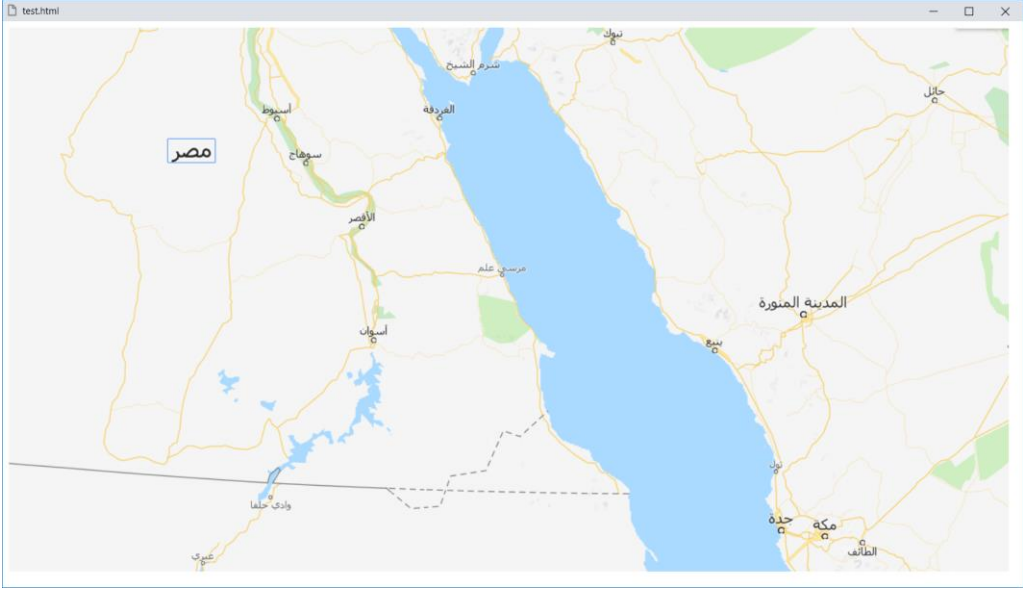 test.html
تبوك
شرم الشيخ
حائل
أسيوط
الغردقة
مصر
سوهاج
الأقصر
مرسى علم
المدينة المنورة
أسوان
ينبع
ثول
وادي حلفا
جدة
مكة
الطائف
عبري